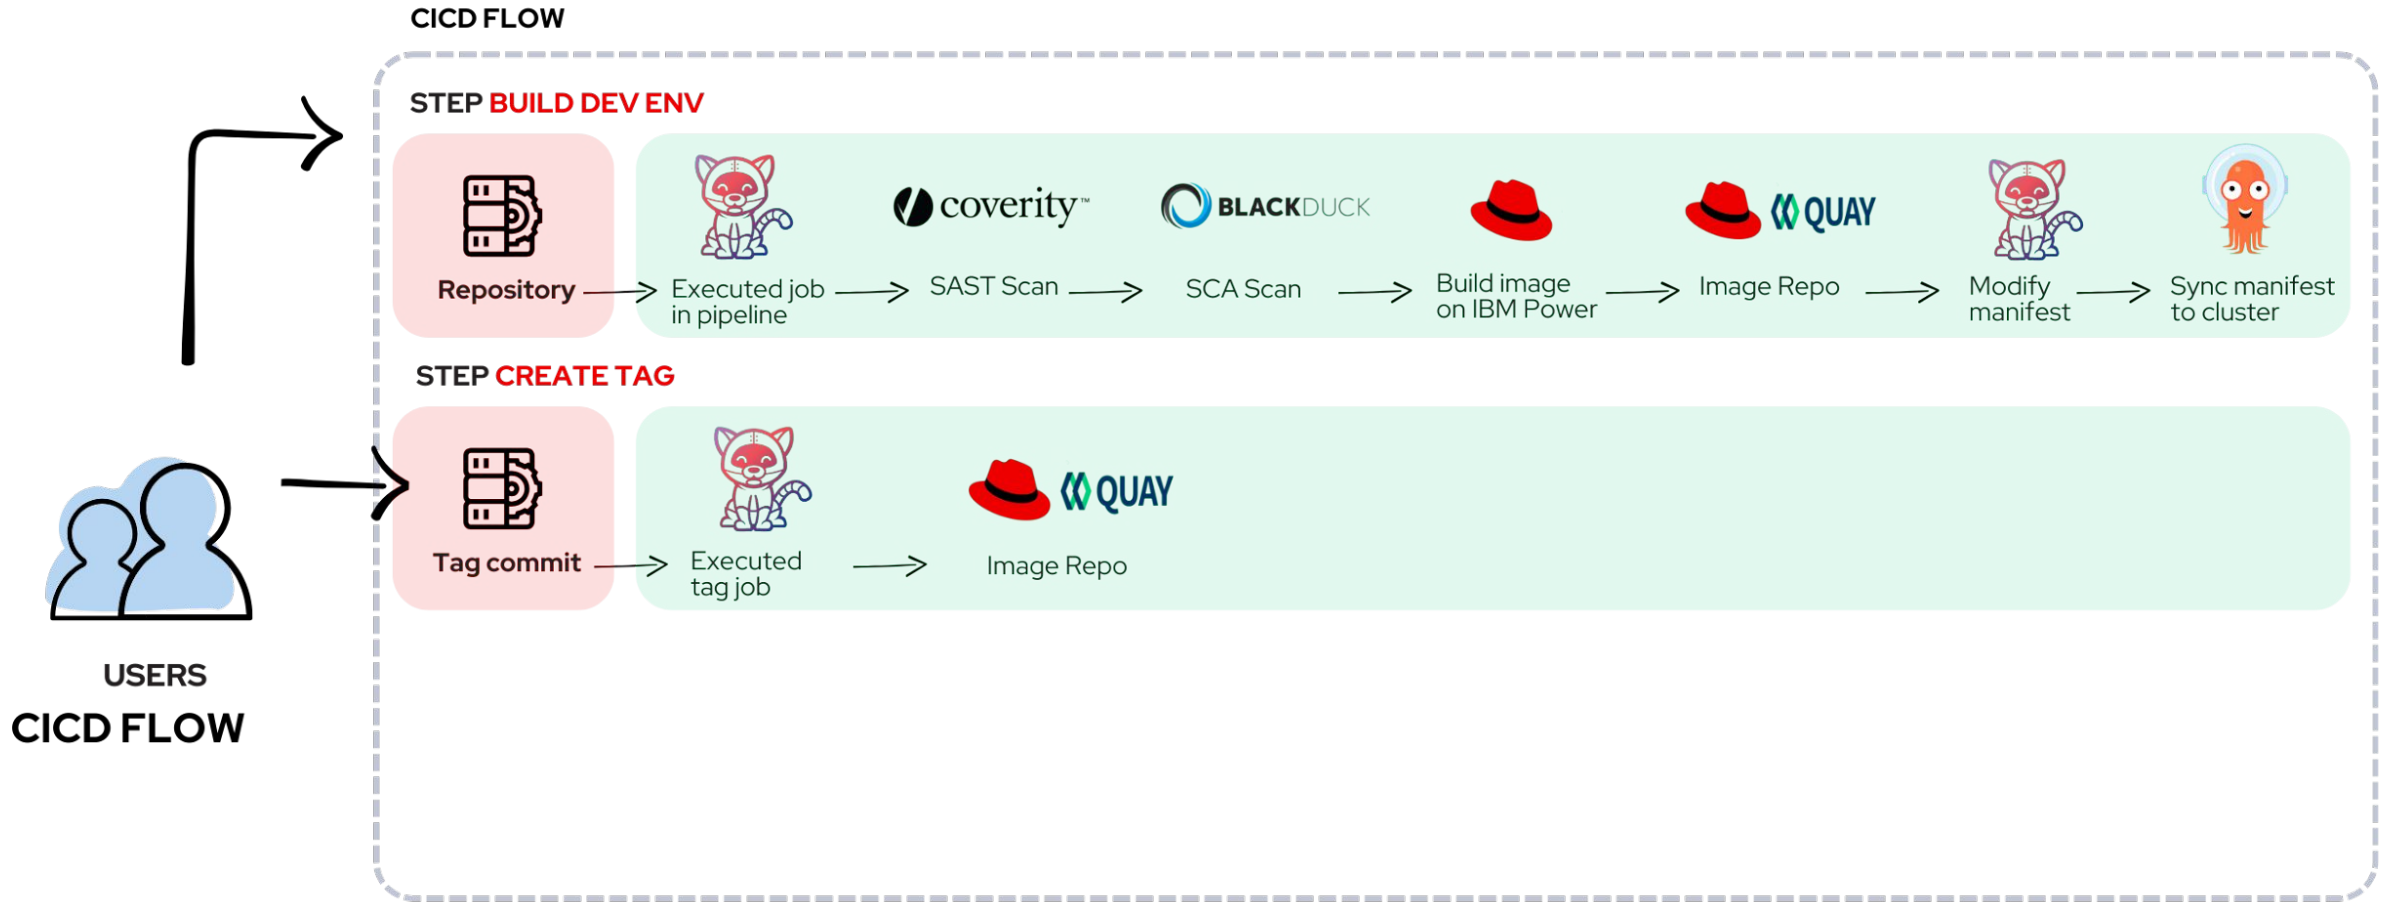 CICD FLOW
STEP BUILD DEV ENV
coverity™
BLACKDUCK
QUAY
Repository
Executed job
in pipeline
SAST Scan
SCA Scan
Build image
on IBM Power
Image Repo
Modify
manifest
Sync manifest
to cluster
STEP CREATE TAG
QUAY
Tag commit
Executed
tag job
Image Repo
USERS
CICD FLOW